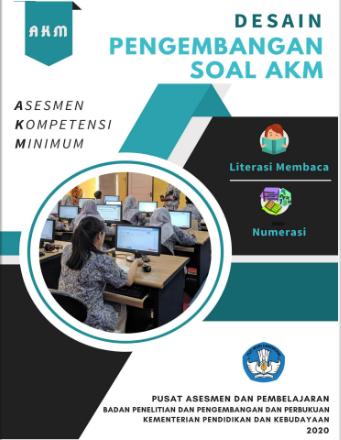 AKM
DESAIN
PENGEMBANGAN
SOAL AKM
ASESMEN
KOMPETENSI
MINIMUM
Literasi Membaca
Numerasi
PUSAT ASESMEN DAN PEMBELAJARAN
BADAN PENELITIAN DAN PENGEMBANGAN DAN PERBUKUAN
KEMENTERIAN PENDIDIKAN DAN KEBUDAYAAN
2020